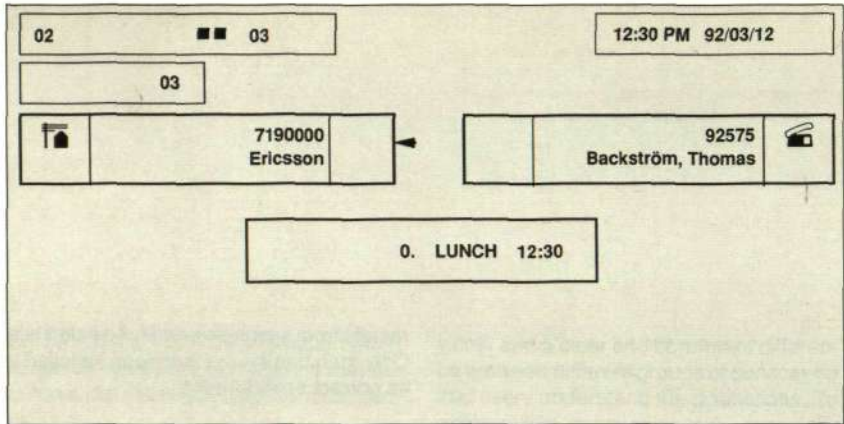 02 ■■ 03
12:30 PM 92/03/12
03
7190000
Ericsson
92575
Backström, Thomas
0. LUNCH 12:30